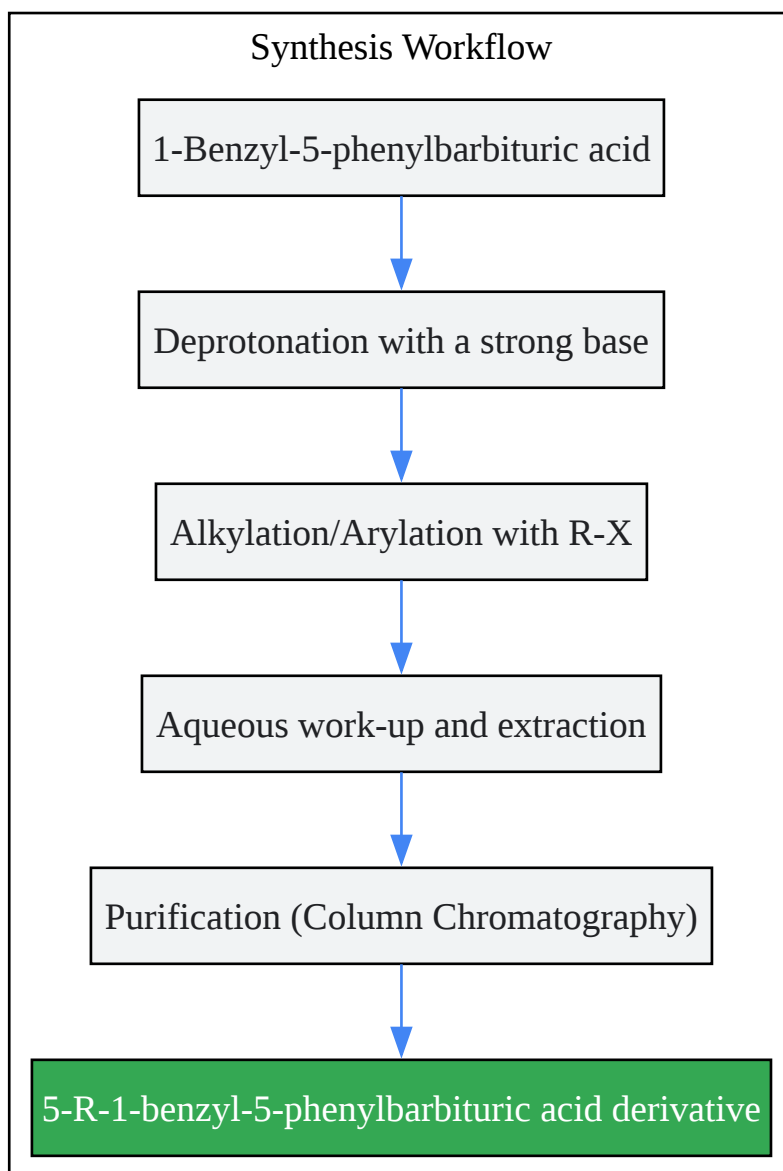 Synthesis Workflow
1-Benzyl-5-phenylbarbituric acid
Deprotonation with a strong base
Alkylation/Arylation with R-X
Aqueous work-up and extraction
Purification (Column Chromatography)
5-R-1-benzyl-5-phenylbarbituric acid derivative